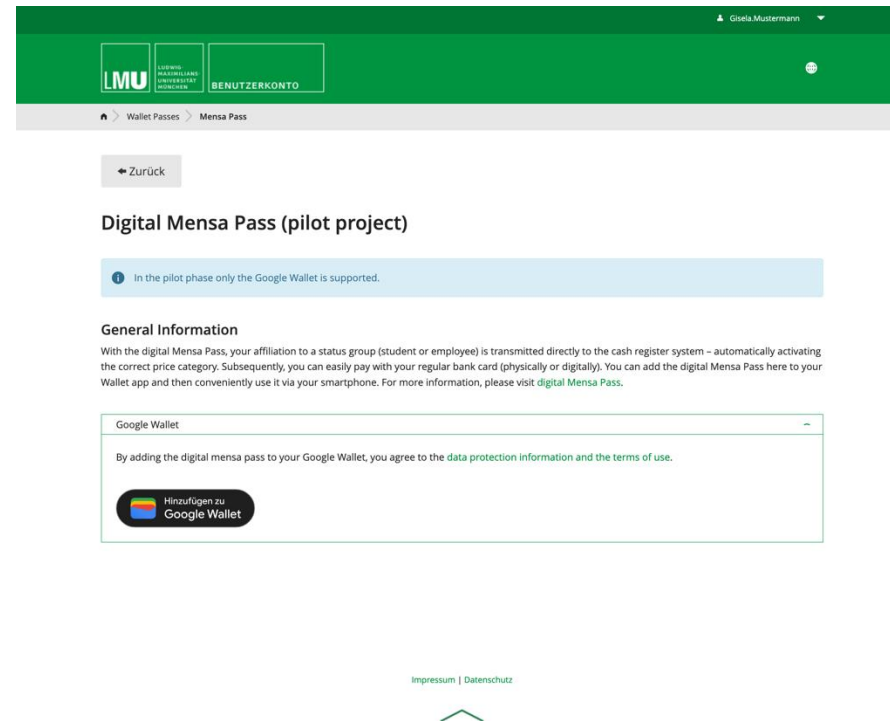 Gisela.Mustermann
LMU
LUDWIG-
MAXIMILIANS-
UNIVERSITÄT
MÜNCHEN
BENUTZERKONTO
Wallet Passes
Mensa Pass
Zurück
Digital Mensa Pass (pilot project)
In the pilot phase only the Google Wallet is supported.
General Information
With the digital Mensa Pass, your affiliation to a status group (student or employee) is transmitted directly to the cash register system – automatically activating
the correct price category. Subsequently, you can easily pay with your regular bank card (physically or digitally). You can add the digital Mensa Pass here to your
Wallet app and then conveniently use it via your smartphone. For more information, please visit digital Mensa Pass.
Google Wallet
By adding the digital mensa pass to your Google Wallet, you agree to the data protection information and the terms of use.
Hinzufügen zu
Google Wallet
Impressum | Datenschutz